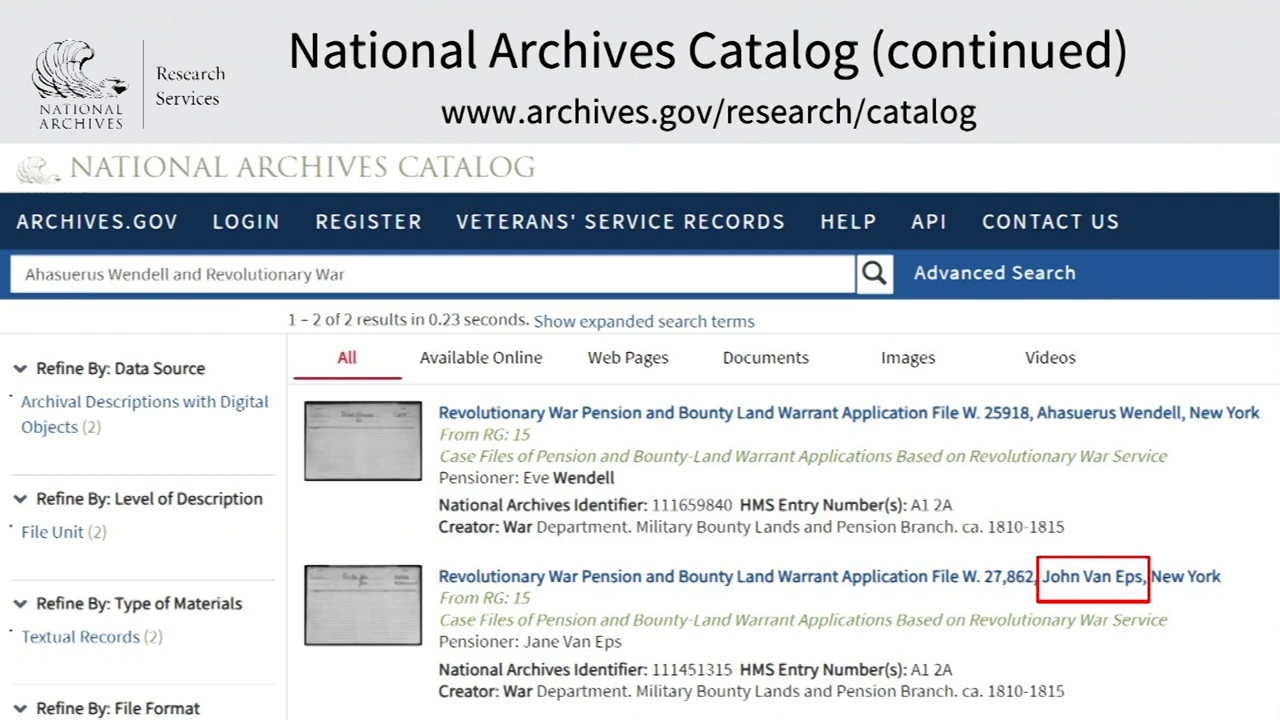 National Archives Catalog (continued)
www.archives.gov/research/catalog
NATIONAL
ARCHIVES
Research
Services
NATIONAL ARCHIVES CATALOG
ARCHIVES.GOV LOGIN REGISTER VETERANS' SERVICE RECORDS HELP API CONTACT US
Ahasuerus Wendell and Revolutionary War
Advanced Search
1 – 2 of 2 results in 0.23 seconds. Show expanded search terms
All Available Online Web Pages Documents Images Videos
Refine By: Data Source
Archival Descriptions with Digital
Objects (2)
Refine By: Level of Description
File Unit (2)
Refine By: Type of Materials
Textual Records (2)
Refine By: File Format
Revolutionary War Pension and Bounty Land Warrant Application File W. 25918, Ahasuerus Wendell, New York
From RG: 15
Case Files of Pension and Bounty-Land Warrant Applications Based on Revolutionary War Service
Pensioner: Eve Wendell
National Archives Identifier: 111659840 HMS Entry Number(s): A1 2A
Creator: War Department. Military Bounty Lands and Pension Branch. ca. 1810-1815
Revolutionary War Pension and Bounty Land Warrant Application File W. 27,862, John Van Eps, New York
From RG: 15
Case Files of Pension and Bounty-Land Warrant Applications Based on Revolutionary War Service
Pensioner: Jane Van Eps
National Archives Identifier: 111451315 HMS Entry Number(s): A1 2A
Creator: War Department. Military Bounty Lands and Pension Branch. ca. 1810-1815